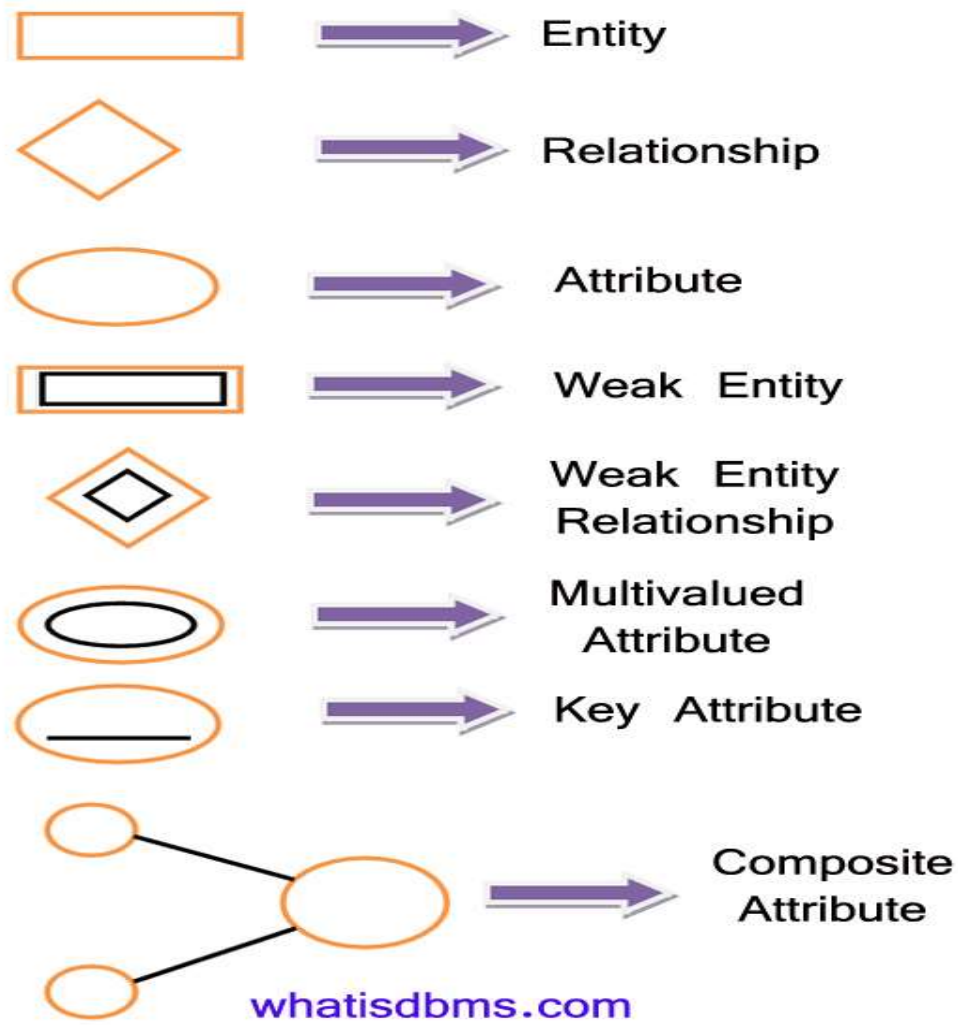 Entity
Relationship
Attribute
Weak Entity
Weak Entity
Relationship
Multivalued
Attribute
Key Attribute
Composite
Attribute
whatisdbms.com